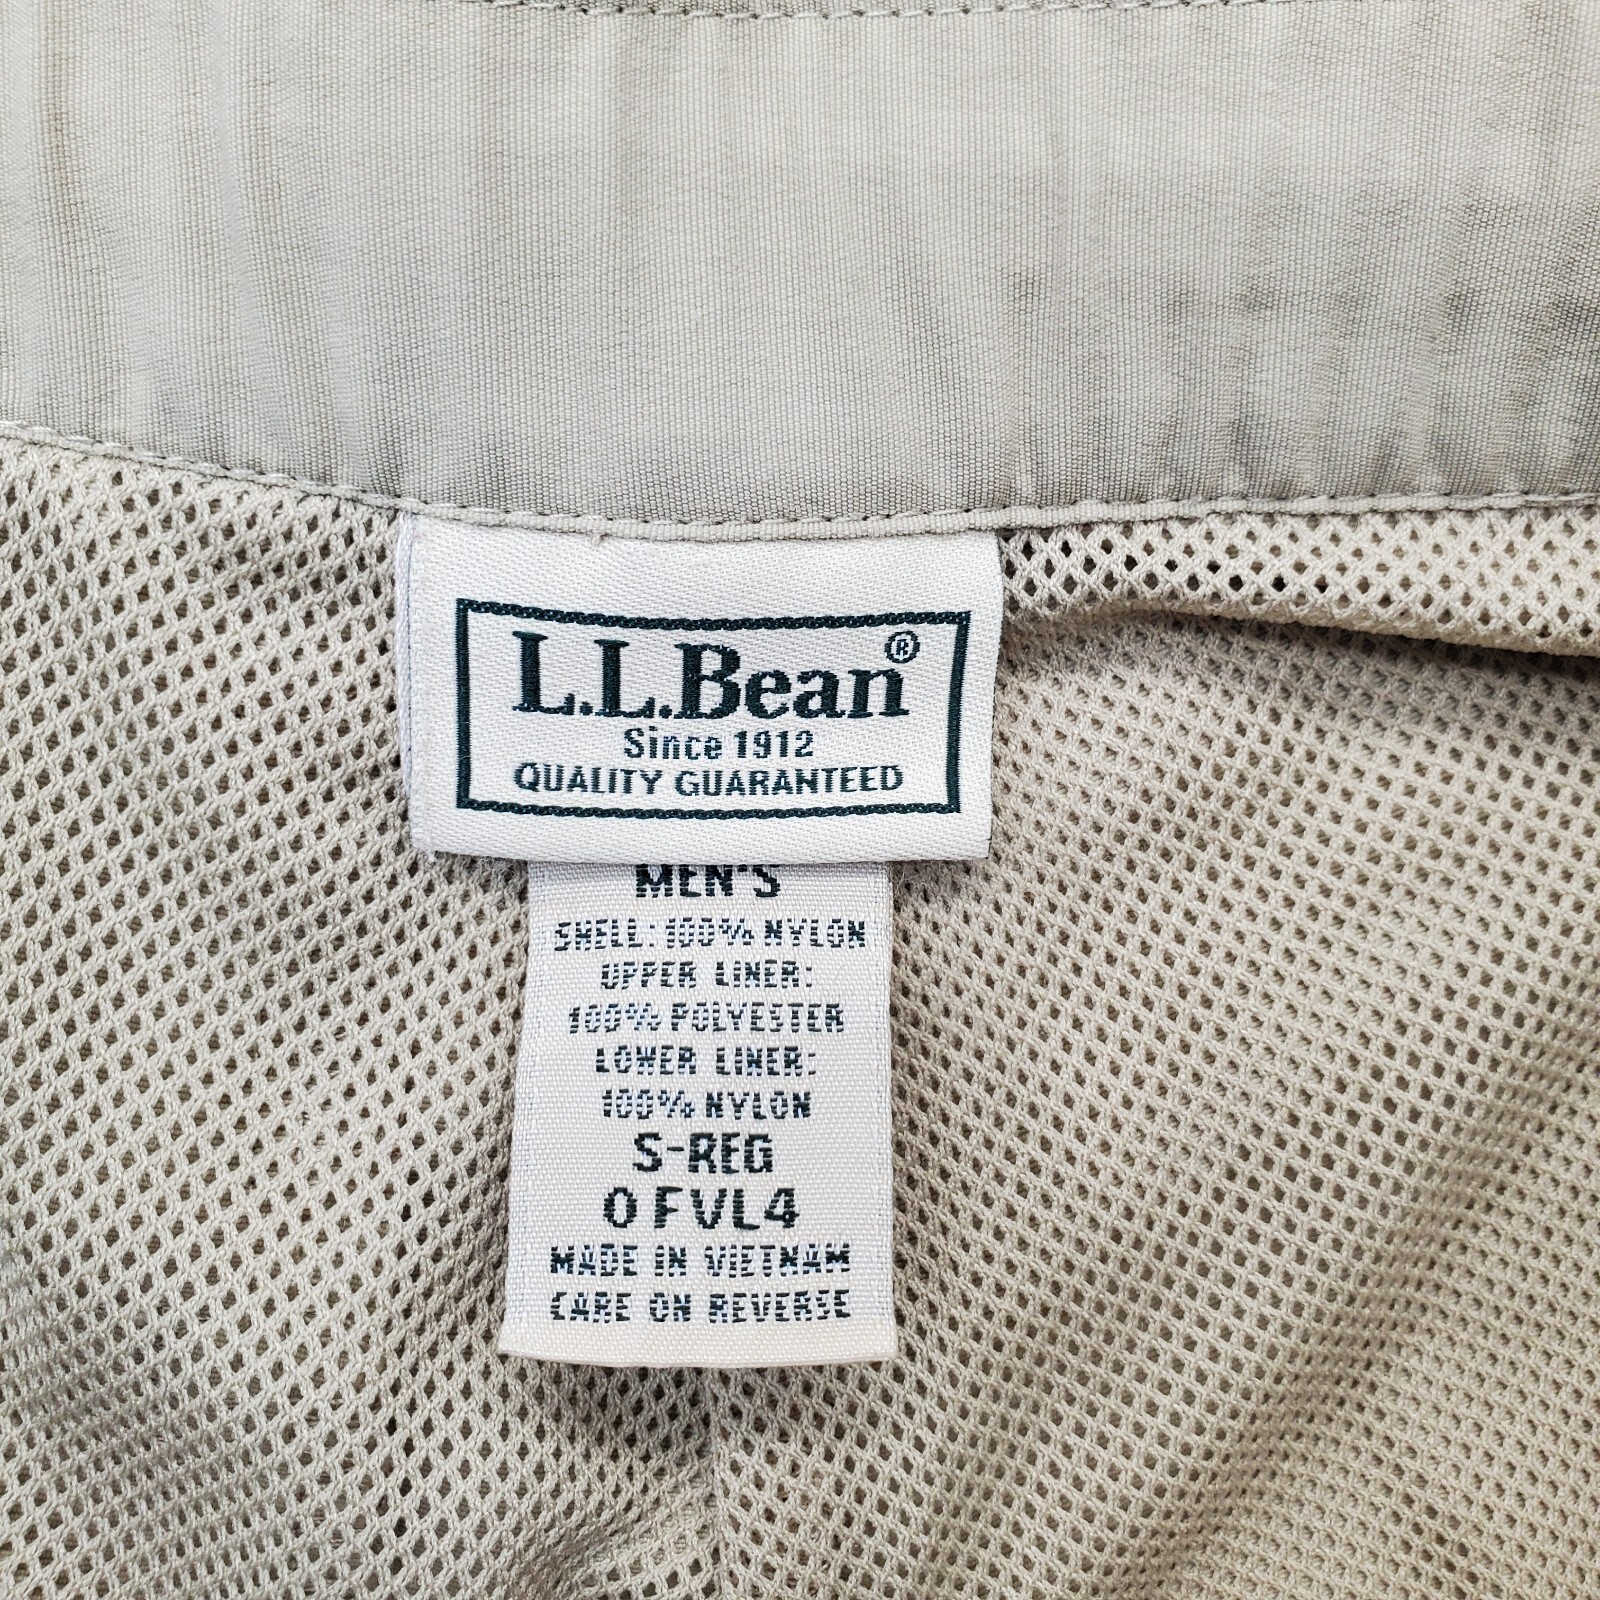 L.L.Bean®
Since 1912
QUALITY GUARANTEED
MEN'S
SHELL: 100% NYLON
UPPER LINER:
100% POLYESTER
LOWER LINER:
100% NYLON
S-REG
0FVL4
MADE IN VIETNAM
CARE ON REVERSE